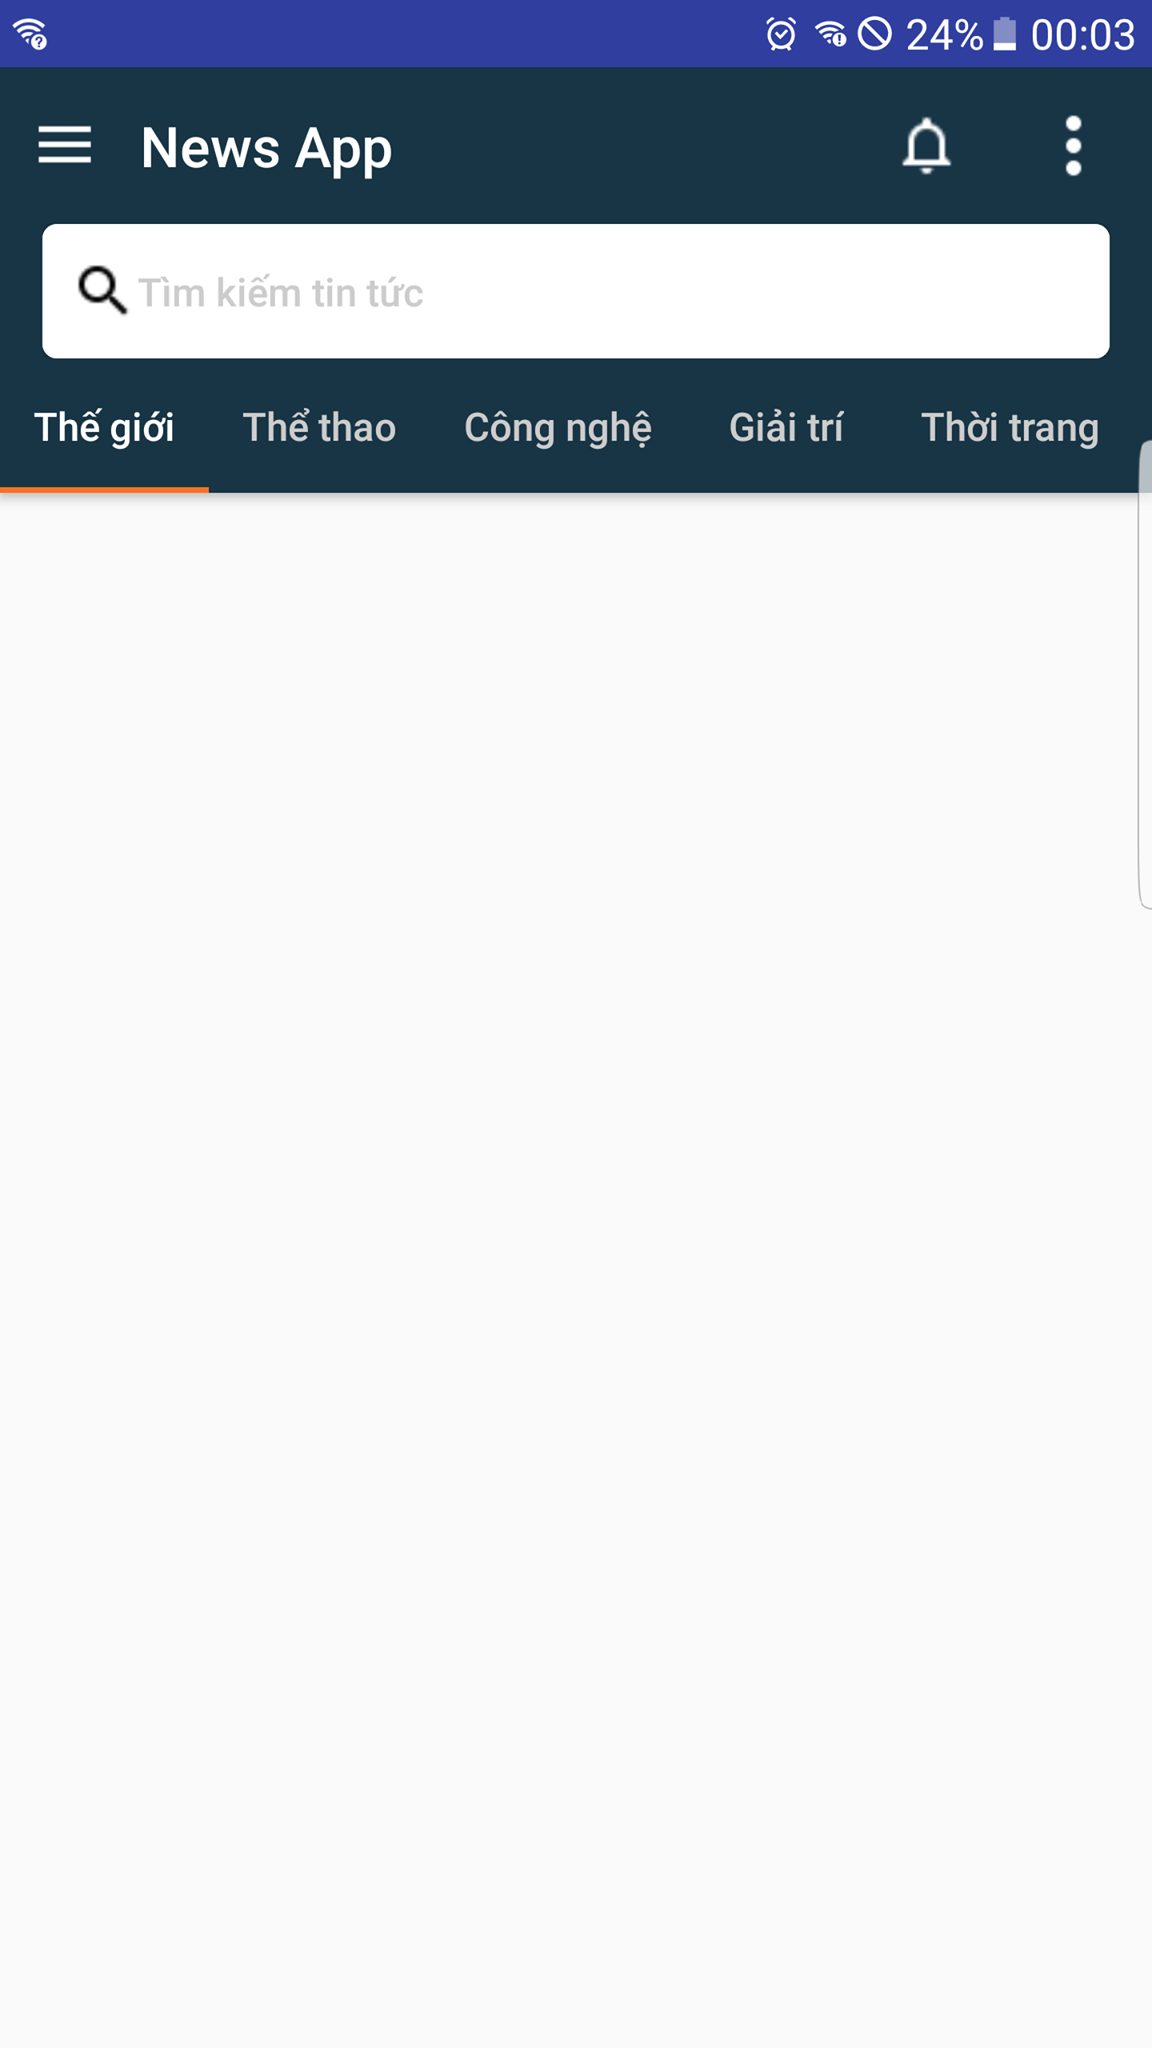 24% 00:03
News App
Tìm kiếm tin tức
Thế giới Thể thao Công nghệ Giải trí Thời trang